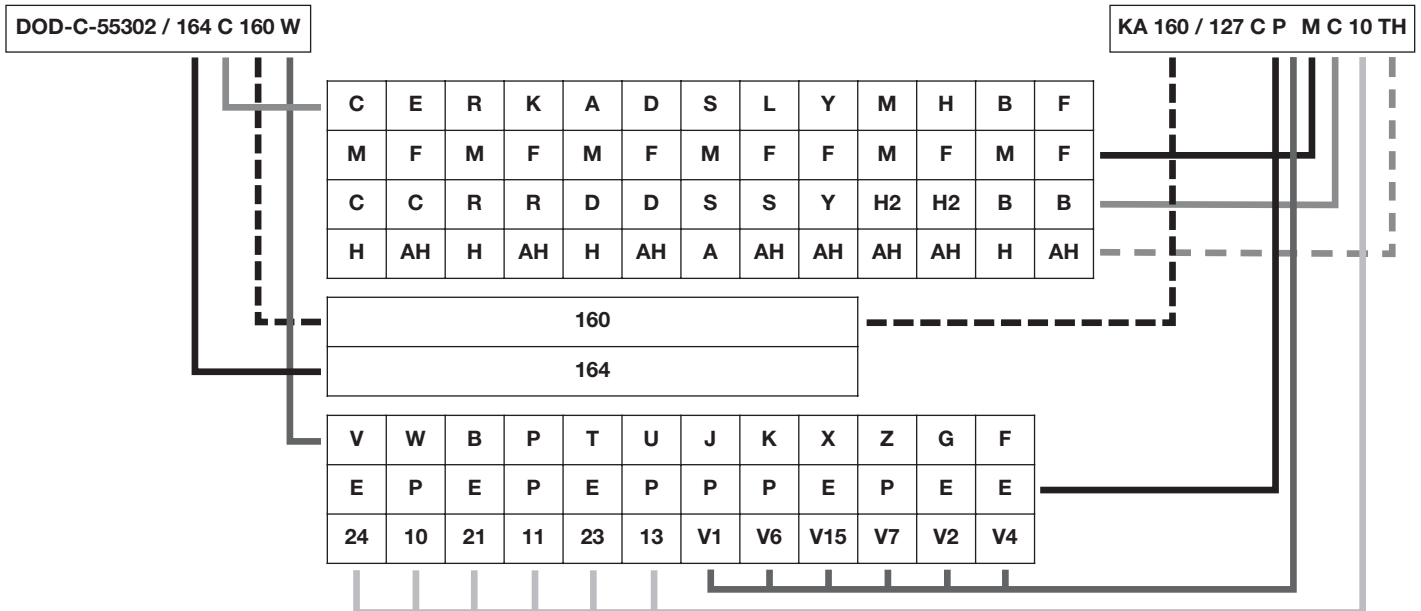 DOD-C-55302 / 164 C 160 W
KA 160 / 127 C P M C 10 TH
C E R K A D S L Y M H B F
M F M F M F M F F M F M F
C C R R D D S S Y H2 H2 B B
H AH H AH H AH A AH AH AH AH H AH
160
164
V W B P T U J K X Z G F
E P E P E P P P E P E E
24 10 21 11 23 13 V1 V6 V15 V7 V2 V4